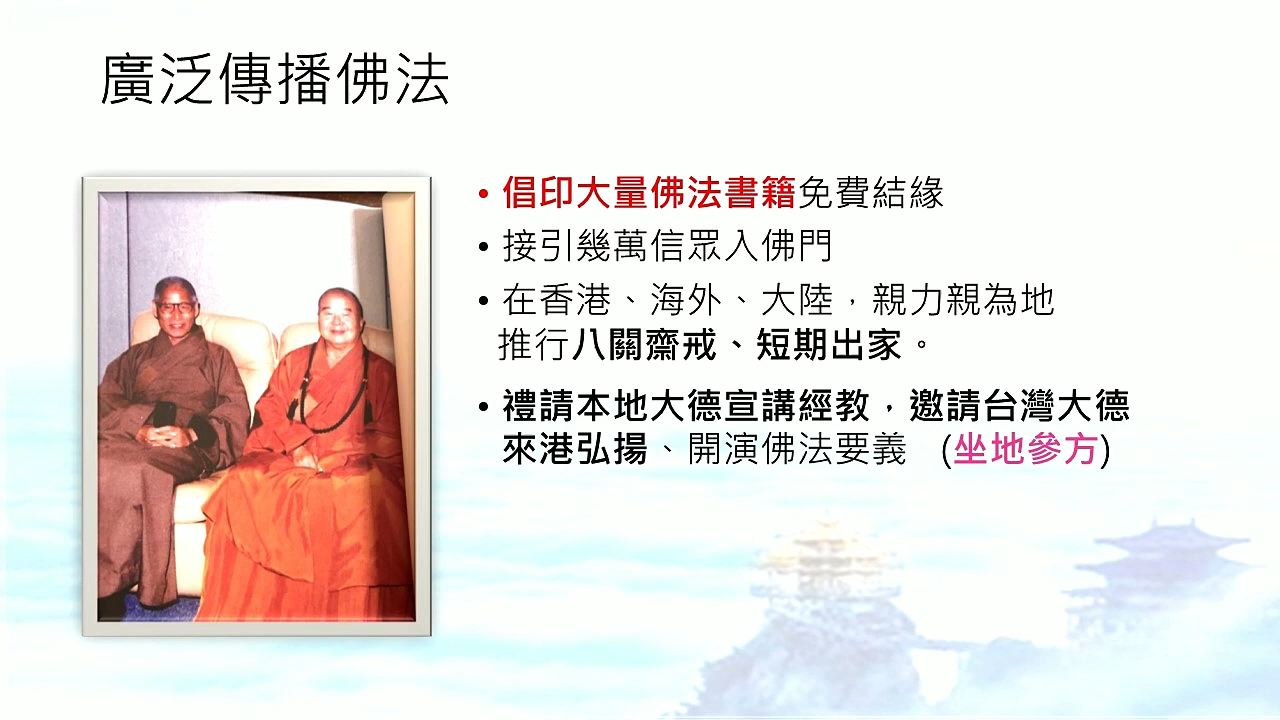 廣泛傳播佛法
• 倡印大量佛法書籍免費結緣
• 接引幾萬信眾入佛門
• 在香港、海外、大陸，親力親為地
推行八關齋戒、短期出家。
• 禮請本地大德宣講經教，邀請台灣大德
來港弘揚、開演佛法要義 (坐地參方)